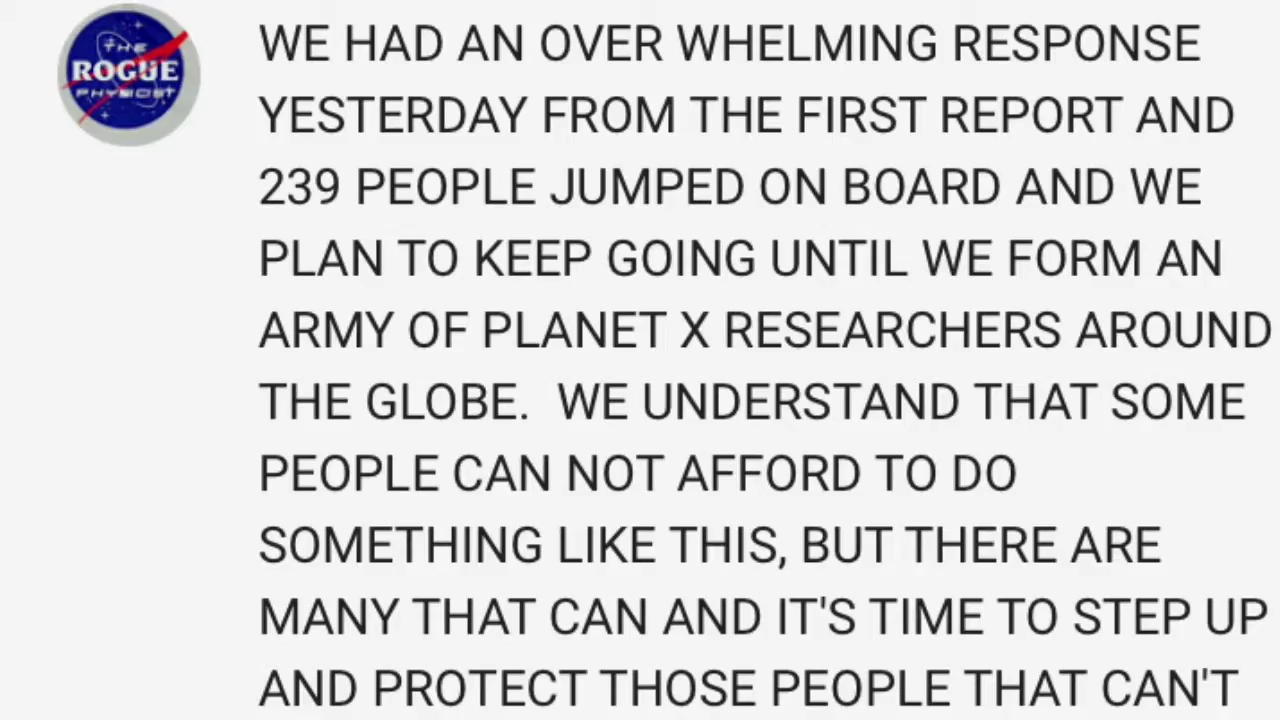 THE
ROGUE
PHYSICIST
WE HAD AN OVER WHELMING RESPONSE
YESTERDAY FROM THE FIRST REPORT AND
239 PEOPLE JUMPED ON BOARD AND WE
PLAN TO KEEP GOING UNTIL WE FORM AN
ARMY OF PLANET X RESEARCHERS AROUND
THE GLOBE.  WE UNDERSTAND THAT SOME
PEOPLE CAN NOT AFFORD TO DO
SOMETHING LIKE THIS, BUT THERE ARE
MANY THAT CAN AND IT'S TIME TO STEP UP
AND PROTECT THOSE PEOPLE THAT CAN'T